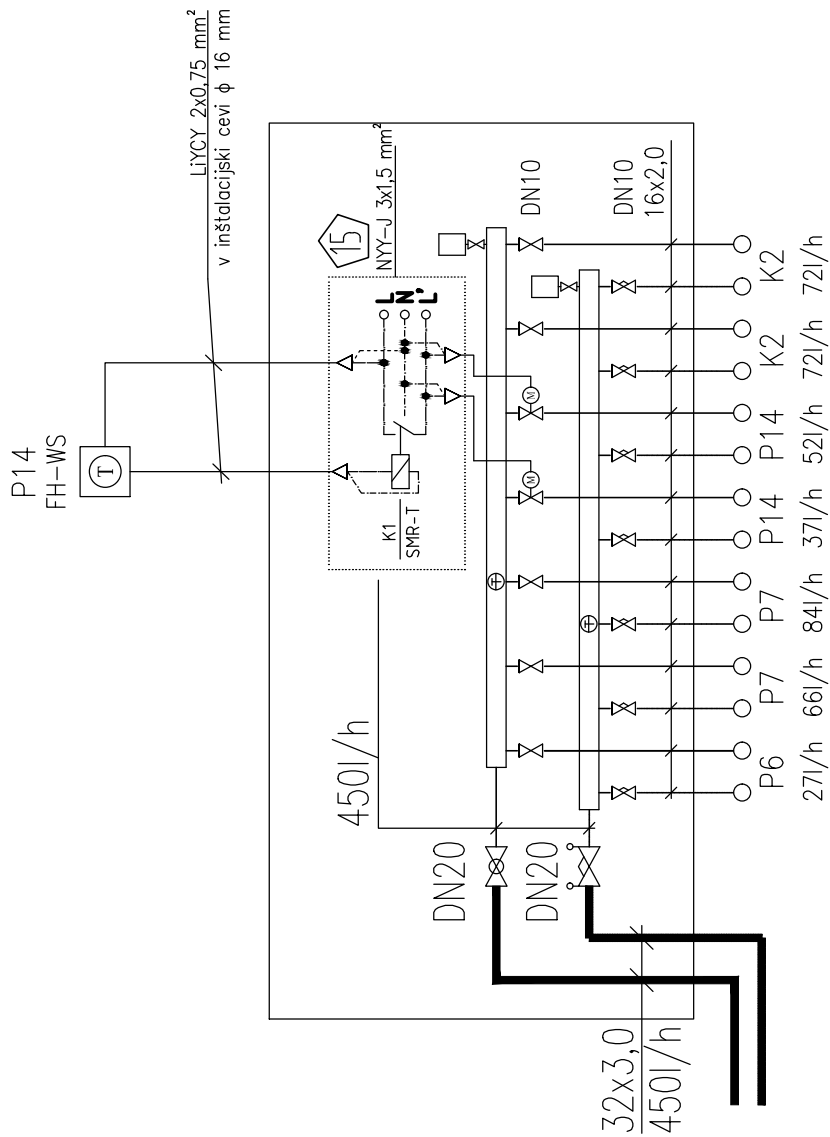 P14
FH-WS
LiYCY 2x0,75 mm²
v inštalacijski cevi ϕ 16 mm
T
15
NYY-J 3x1,5 mm²
L
N
L'
K1
SMR-T
M
M
T
T
450l/h
DN20
DN20
DN10
DN10
16x2,0
32x3,0
450l/h
P6
27l/h
P7
66l/h
P7
84l/h
P14
37l/h
P14
52l/h
K2
72l/h
K2
72l/h